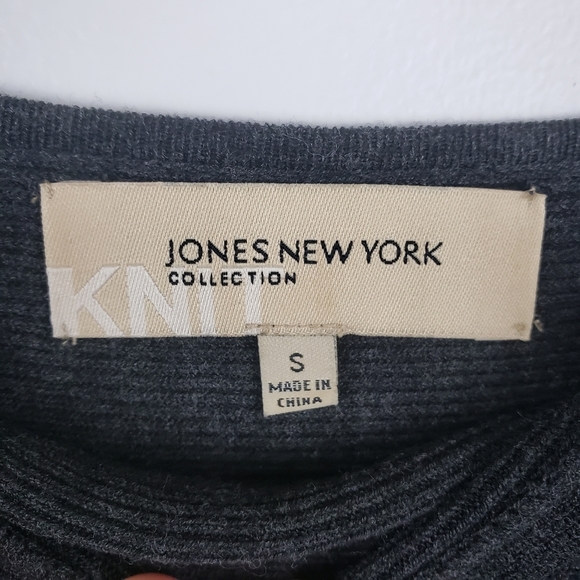 JONES NEW YORK
COLLECTION
KNIT
S
MADE IN
CHINA